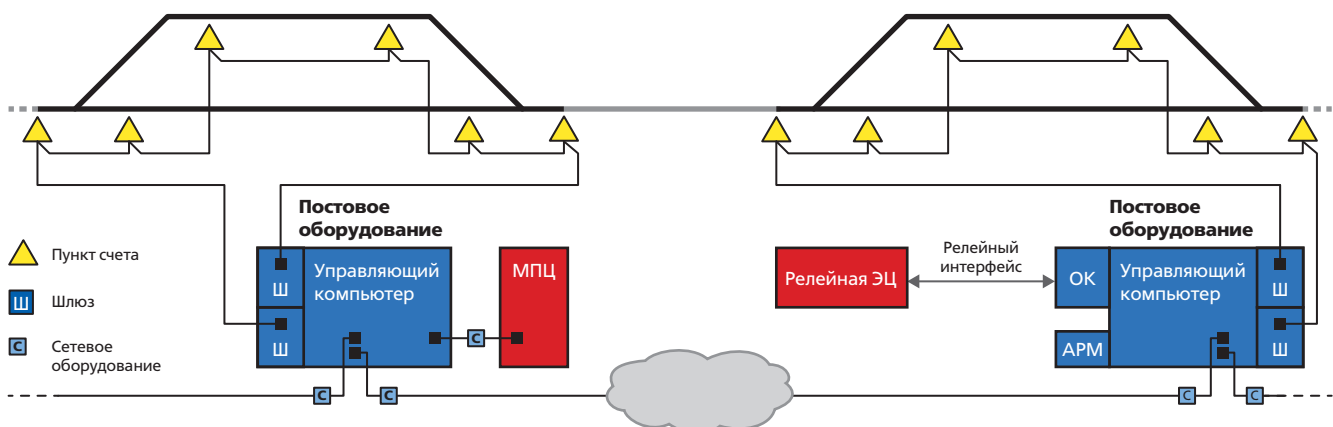 Постовое
оборудование
Пункт счета
Ш
Шлюз
С
Сетевое
оборудование
Ш
Ш
Управляющий
компьютер
С
МПЦ
С
С
Релейная ЭЦ
Релейный
интерфейс
Постовое
оборудование
ОК
АРМ
Управляющий
компьютер
Ш
Ш
С
С